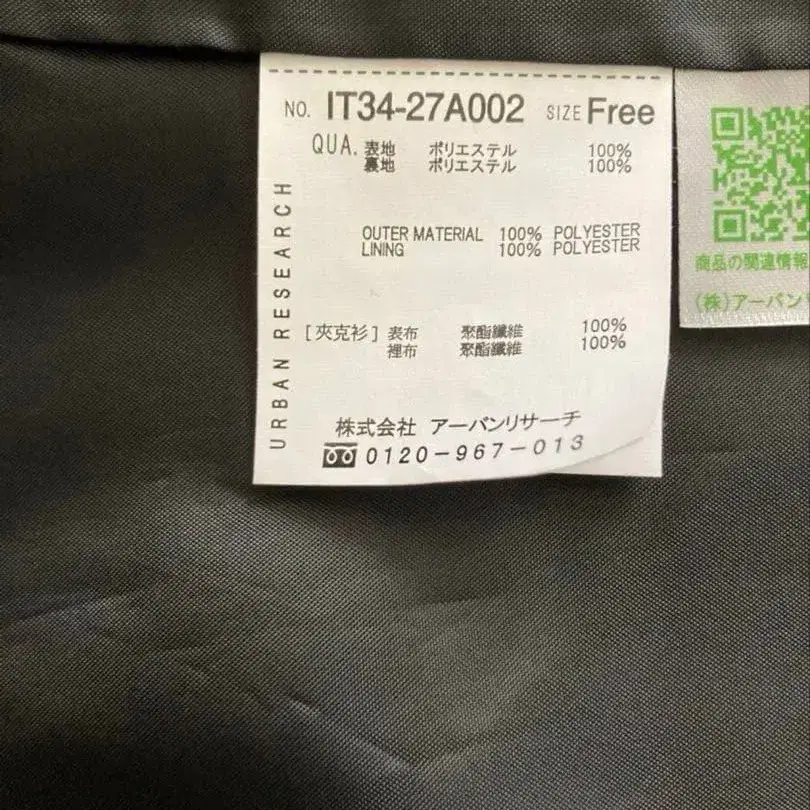 NO. IT34-27A002 SIZE Free
QUA. 表地 ポリエステル 100%
裏地 ポリエステル 100%
OUTER MATERIAL 100% POLYESTER
LINING 100% POLYESTER
[夾克衫] 表布 聚酯纖維 100%
裡布 聚酯纖維 100%
株式会社 アーバンリサーチ
0120-967-013
URBAN RESEARCH
商品の関連情報
(株)アーバン